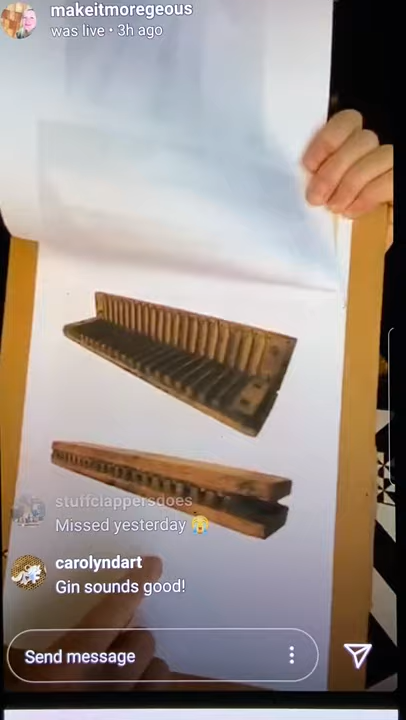 makeitmoregeous
was live • 3h ago
stuffclappersdoes
Missed yesterday 😭
carolyndart
Gin sounds good!
Send message